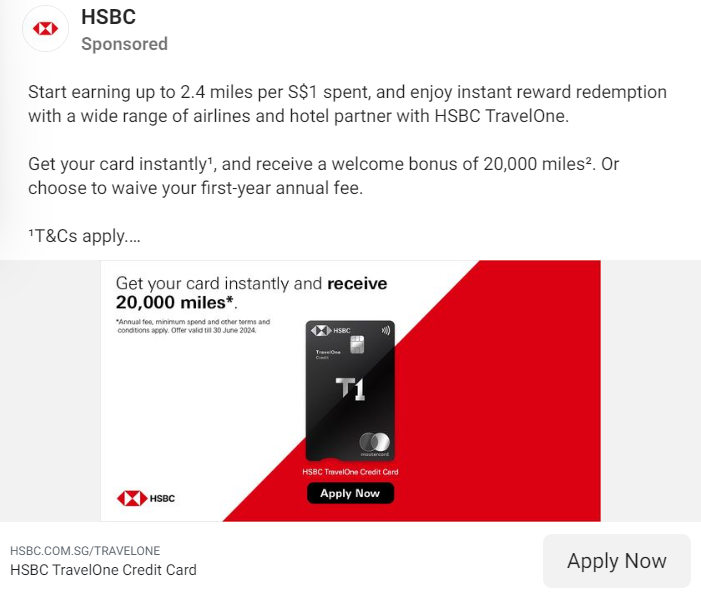 HSBC
Sponsored
Start earning up to 2.4 miles per S$1 spent, and enjoy instant reward redemption
with a wide range of airlines and hotel partner with HSBC TravelOne.
Get your card instantly¹, and receive a welcome bonus of 20,000 miles². Or
choose to waive your first-year annual fee.
¹T&Cs apply....
Get your card instantly and receive
20,000 miles*.
*Annual fee, minimum spend and other terms and
conditions apply. Offer valid till 30 June 2024.
HSBC
TravelOne
Credit
T1
mastercard
HSBC TravelOne Credit Card
Apply Now
HSBC
HSBC.COM.SG/TRAVELONE
HSBC TravelOne Credit Card
Apply Now